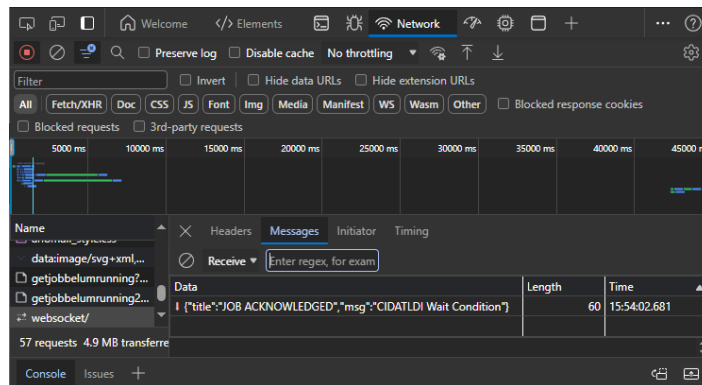 Welcome </> Elements Network
Preserve log Disable cache No throttling
Filter Invert Hide data URLs Hide extension URLs
All Fetch/XHR Doc CSS JS Font Img Media Manifest WS Wasm Other Blocked response cookies
Blocked requests 3rd-party requests
5000 ms 10000 ms 15000 ms 20000 ms 25000 ms 30000 ms 35000 ms 40000 ms 45000 r
Name Headers Messages Initiator Timing
data:image/svg+xml,... Receive Enter regex, for exam
getjobbelumrunning?... Data Length Time
getjobbelumrunning2... {"title":"JOB ACKNOWLEDGED","msg":"CIDATLDI Wait Condition"} 60 15:54:02.681
websocket/
57 requests 4.9 MB transferre
Console Issues